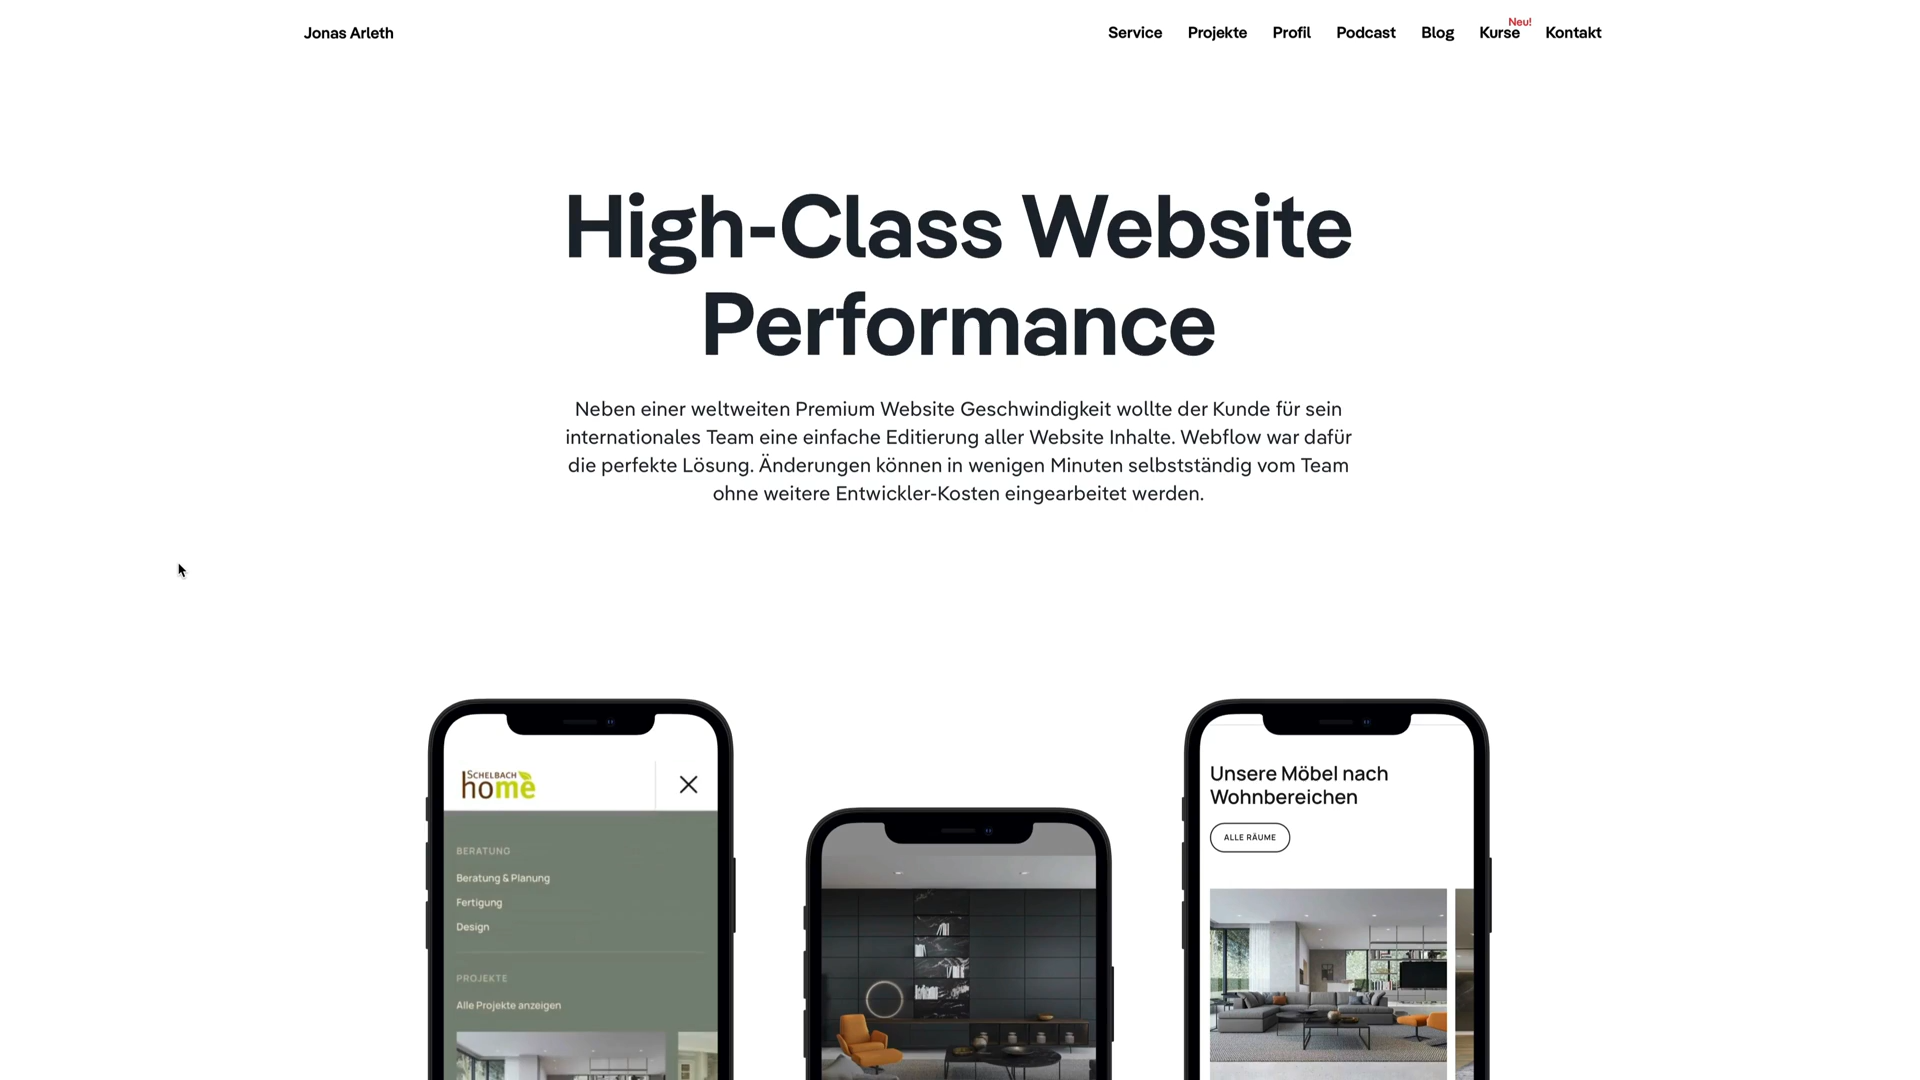 Jonas Arleth
Service
Projekte
Profil
Podcast
Blog
Kurse
Neu!
Kontakt
High-Class Website
Performance
Neben einer weltweiten Premium Website Geschwindigkeit wollte der Kunde für sein
internationales Team eine einfache Editierung aller Website Inhalte. Webflow war dafür
die perfekte Lösung. Änderungen können in wenigen Minuten selbstständig vom Team
ohne weitere Entwickler-Kosten eingearbeitet werden.
SCHELBACH
home
BERATUNG
Beratung & Planung
Fertigung
Design
PROJEKTE
Alle Projekte anzeigen
Unsere Möbel nach
Wohnbereichen
ALLE RÄUME